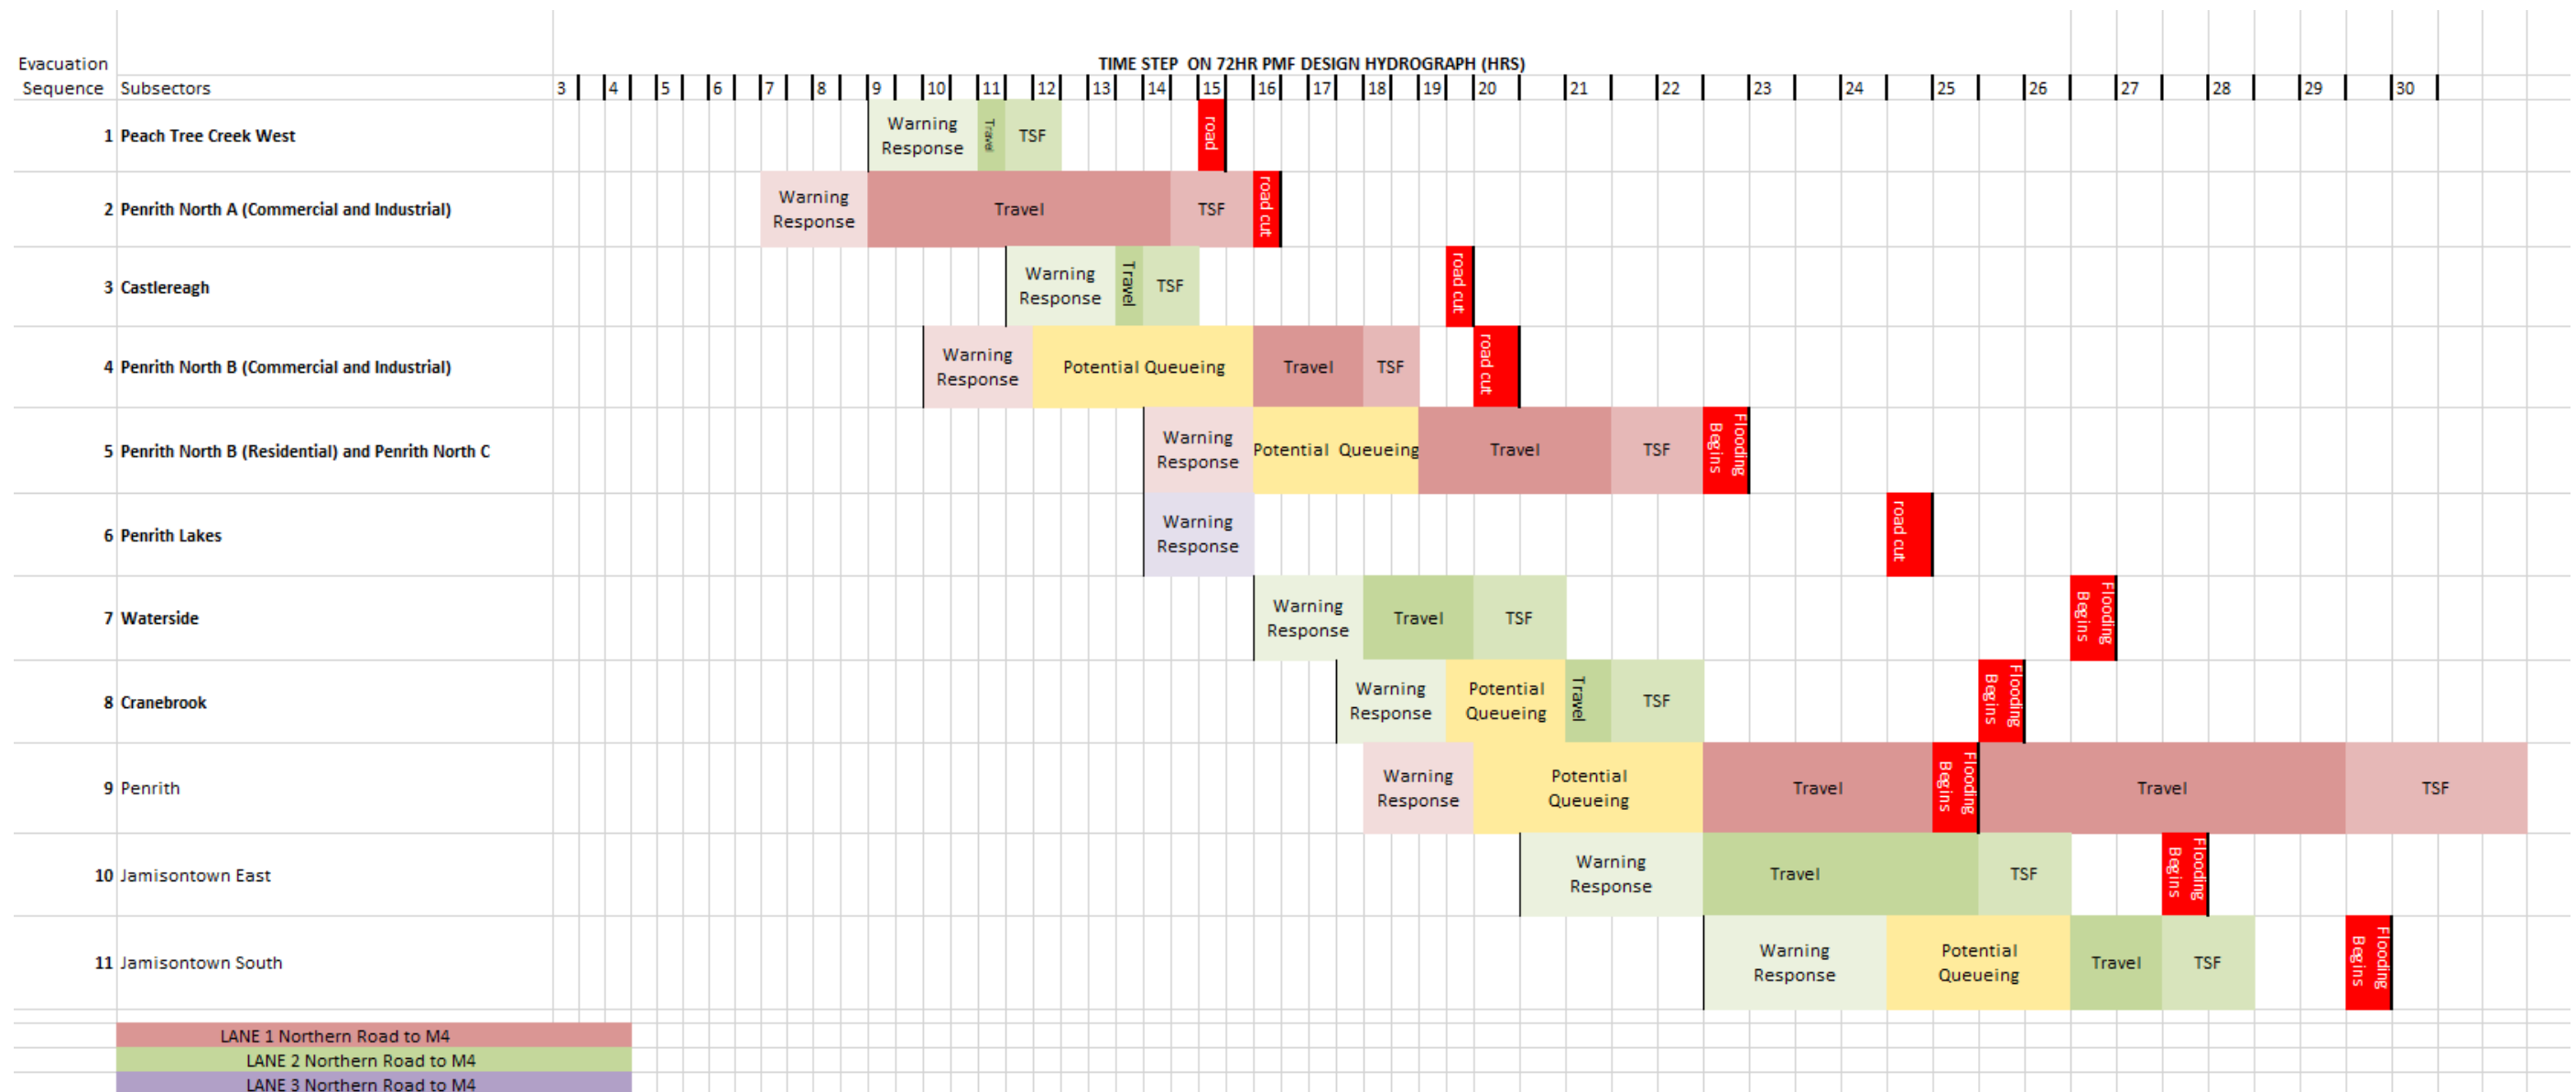 TIME STEP ON 72HR PMF DESIGN HYDROGRAPH (HRS)
Evacuation
Sequence Subsectors 3 4 5 6 7 8 9 10 11 12 13 14 15 16 17 18 19 20 21 22 23 24 25 26 27 28 29 30
1 Peach Tree Creek West
Warning
Response
Travel
TSF
road
2 Penrith North A (Commercial and Industrial)
Warning
Response
Travel
TSF
road cut
3 Castlereagh
Warning
Response
Travel
TSF
road cut
4 Penrith North B (Commercial and Industrial)
Warning
Response
Potential Queueing
Travel
TSF
road cut
5 Penrith North B (Residential) and Penrith North C
Warning
Response
Potential Queueing
Travel
TSF
Flooding
Begins
6 Penrith Lakes
Warning
Response
road cut
7 Waterside
Warning
Response
Travel
TSF
Flooding
Begins
8 Cranebrook
Warning
Response
Potential
Queueing
Travel
TSF
Flooding
Begins
9 Penrith
Warning
Response
Potential
Queueing
Travel
Flooding
Begins
Travel
TSF
10 Jamisontown East
Warning
Response
Travel
TSF
Flooding
Begins
11 Jamisontown South
Warning
Response
Potential
Queueing
Travel
TSF
Flooding
Begins
LANE 1 Northern Road to M4
LANE 2 Northern Road to M4
LANE 3 Northern Road to M4